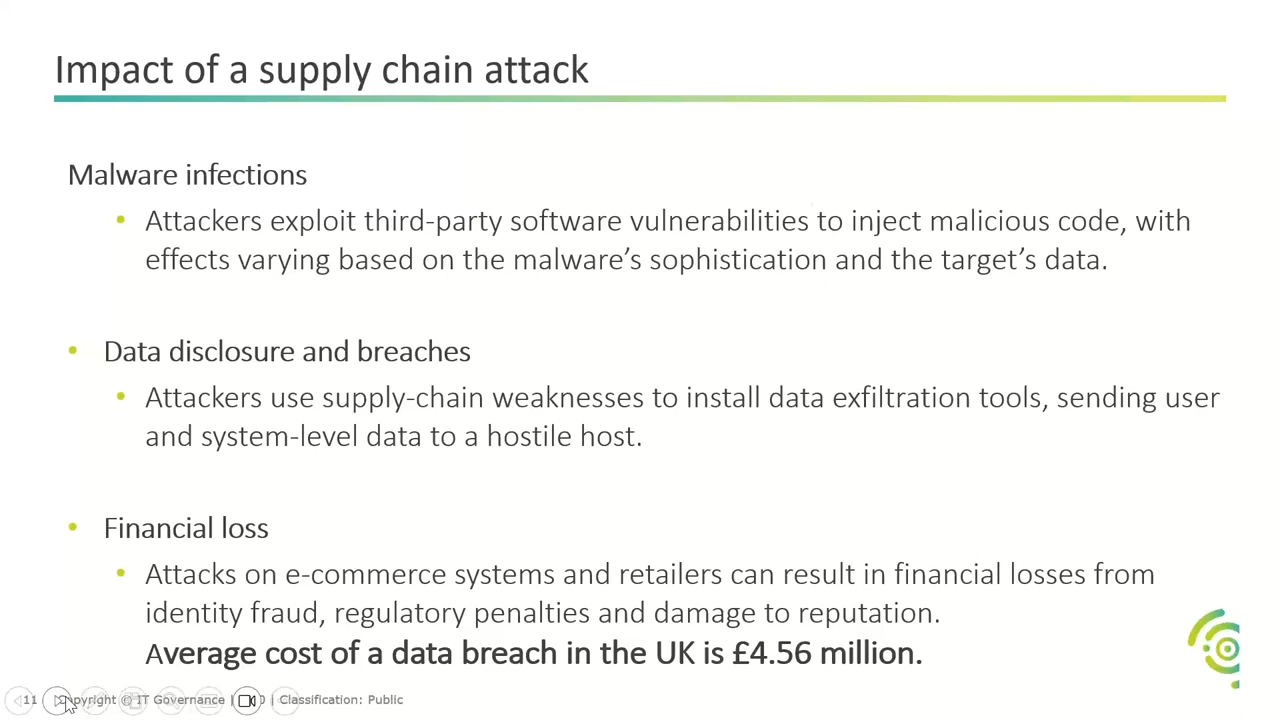 Impact of a supply chain attack
Malware infections
• Attackers exploit third-party software vulnerabilities to inject malicious code, with
effects varying based on the malware’s sophistication and the target’s data.
• Data disclosure and breaches
• Attackers use supply-chain weaknesses to install data exfiltration tools, sending user
and system-level data to a hostile host.
• Financial loss
• Attacks on e-commerce systems and retailers can result in financial losses from
identity fraud, regulatory penalties and damage to reputation.
Average cost of a data breach in the UK is £4.56 million.
11 Copyright © IT Governance | 0 | Classification: Public